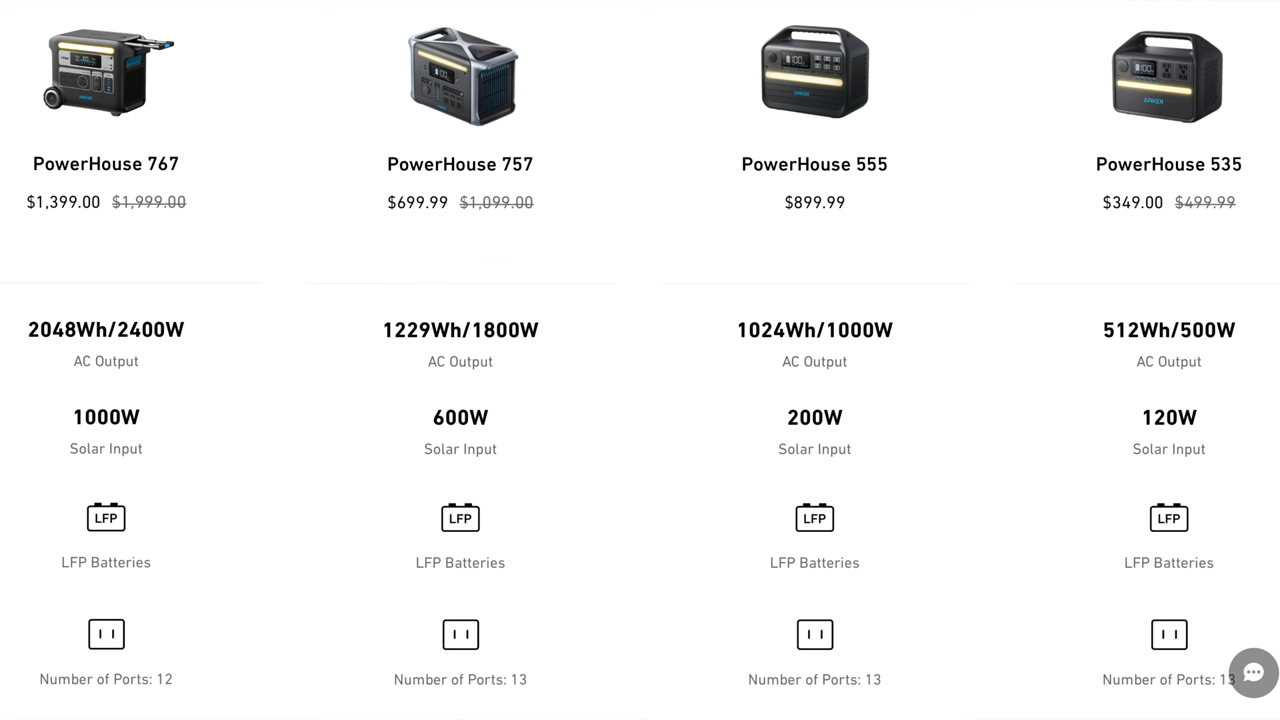 PowerHouse 767
$1,399.00 $1,999.00
2048Wh/2400W
AC Output
1000W
Solar Input
LFP
LFP Batteries
Number of Ports: 12
PowerHouse 757
$699.99 $1,099.00
1229Wh/1800W
AC Output
600W
Solar Input
LFP
LFP Batteries
Number of Ports: 13
ANKER
PowerHouse 555
$899.99
1024Wh/1000W
AC Output
200W
Solar Input
LFP
LFP Batteries
Number of Ports: 13
ANKER
PowerHouse 535
$349.00 $499.99
512Wh/500W
AC Output
120W
Solar Input
LFP
LFP Batteries
Number of Ports: 13